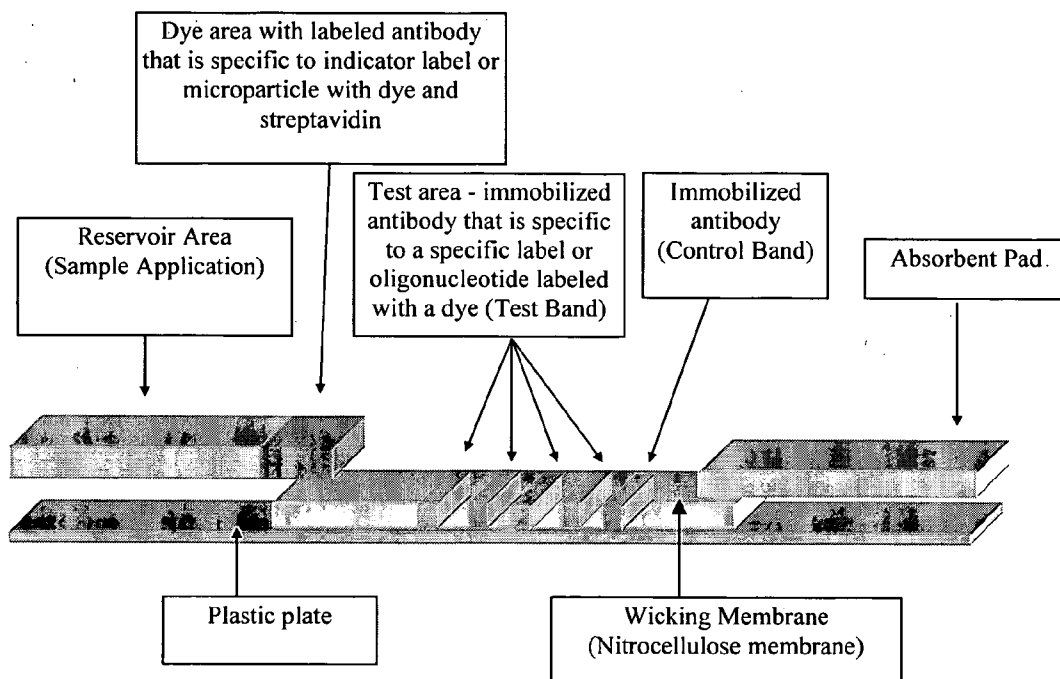 Dye area with labeled antibody
that is specific to indicator label or
microparticle with dye and
streptavidin
Reservoir Area
(Sample Application)
Test area - immobilized
antibody that is specific
to a specific label or
oligonucleotide labeled
with a dye (Test Band)
Immobilized
antibody
(Control Band)
Absorbent Pad.
Plastic plate
Wicking Membrane
(Nitrocellulose membrane)